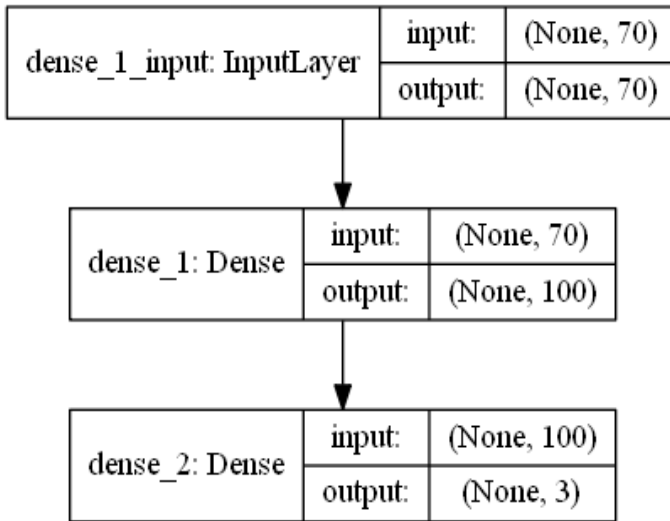 dense_1_input: InputLayer
input: (None, 70)
output: (None, 70)
dense_1: Dense
input: (None, 70)
output: (None, 100)
dense_2: Dense
input: (None, 100)
output: (None, 3)